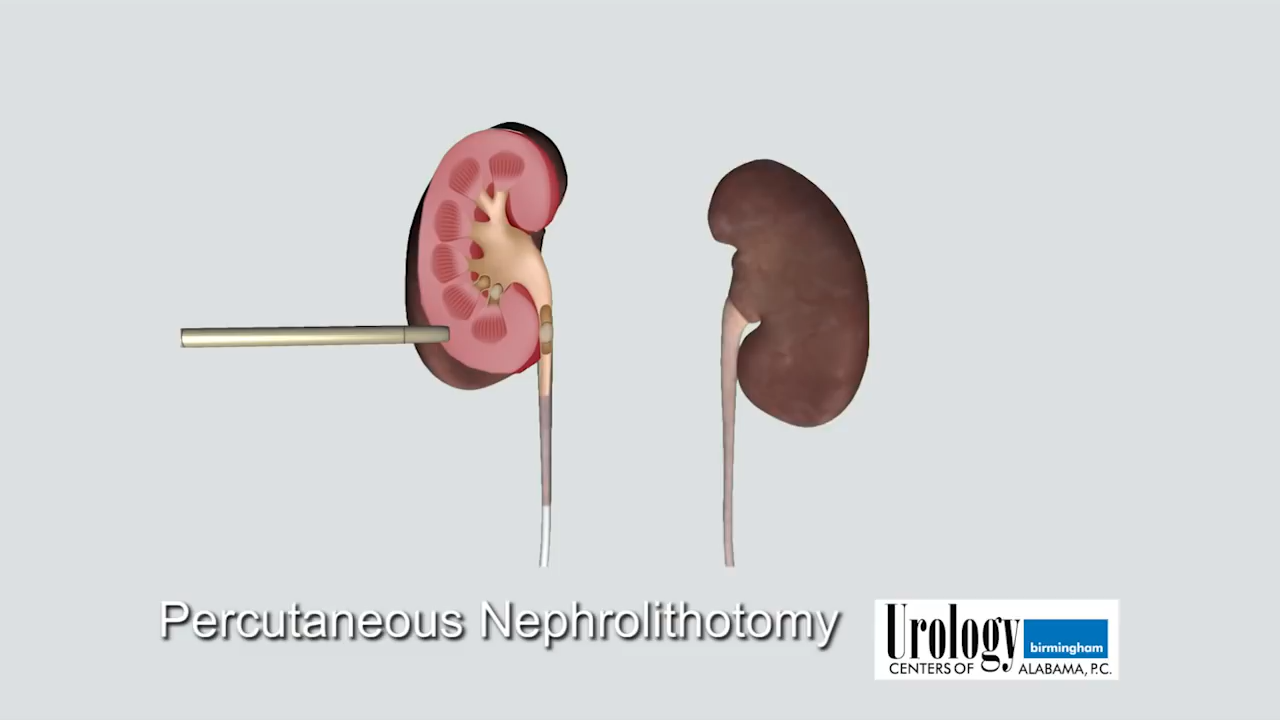 Percutaneous Nephrolithotomy
Urology birmingham
CENTERS OF ALABAMA, P.C.